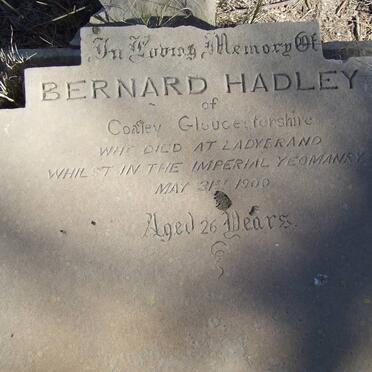 In Loving Memory Of
BERNARD HADLEY
of
Coaley Gloucestershire
WHO DIED AT LADYBRAND
WHILST IN THE IMPERIAL YEOMANRY
MAY 31ST 1900
Aged 26 Years.